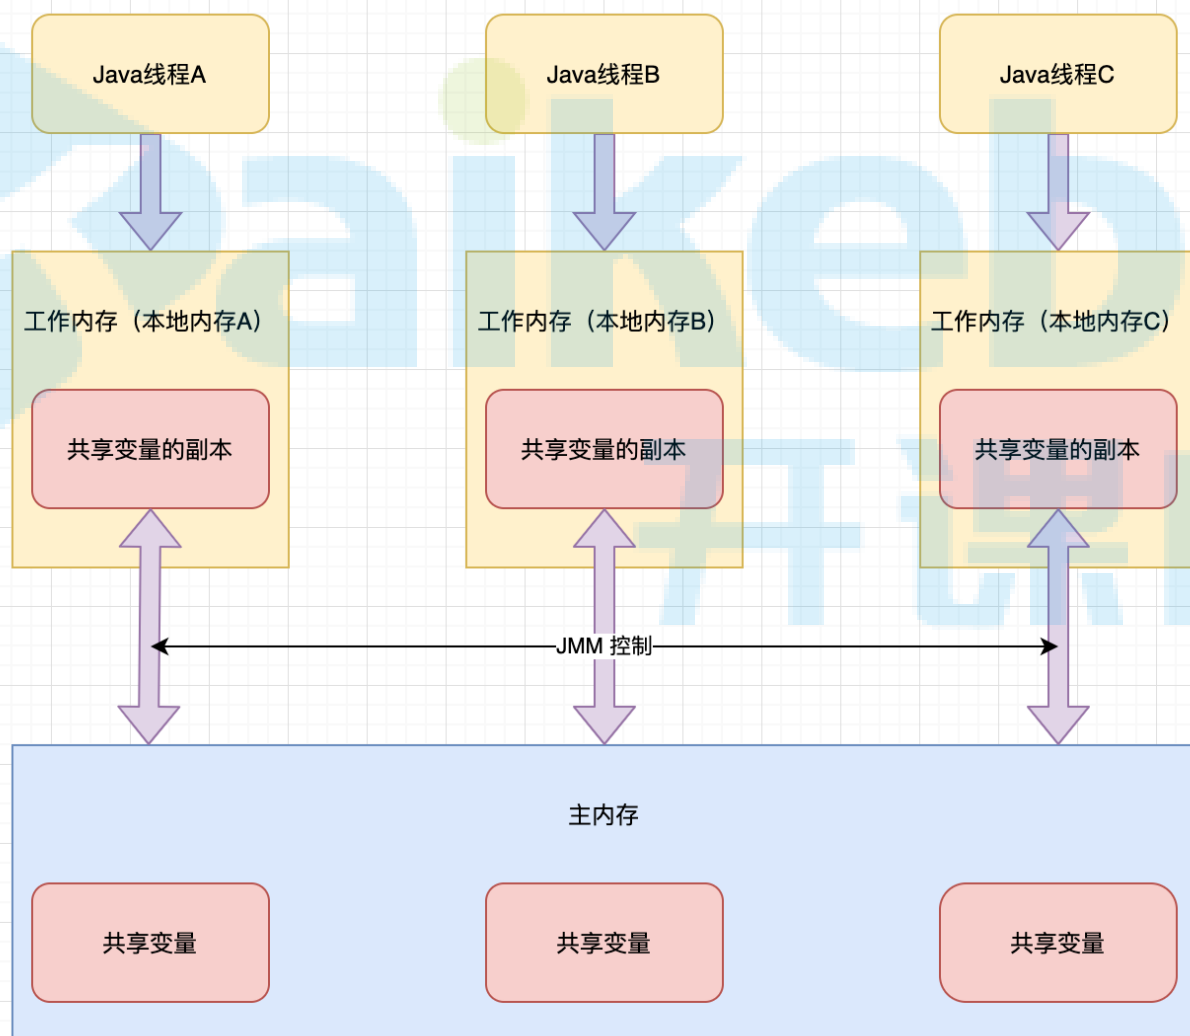 Java线程A
Java线程B
Java线程C
工作内存（本地内存A）
工作内存（本地内存B）
工作内存（本地内存C）
共享变量的副本
共享变量的副本
共享变量的副本
JMM 控制
主内存
共享变量
共享变量
共享变量
aikeb
开课